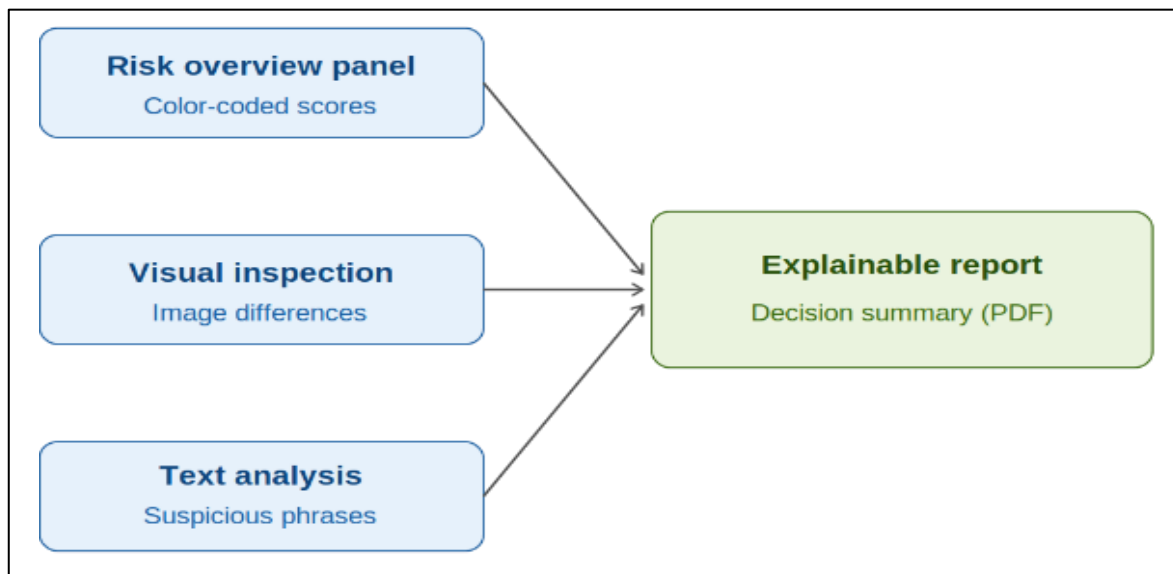 Risk overview panel
Color-coded scores
Visual inspection
Image differences
Explainable report
Decision summary (PDF)
Text analysis
Suspicious phrases